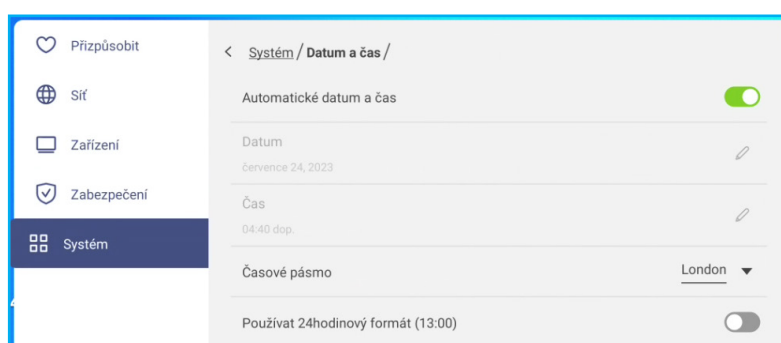 Přizpůsobit
Síť
Zařízení
Zabezpečení
Systém
< Systém / Datum a čas /
Automatické datum a čas
Datum
července 24, 2023
Čas
04:40 dop.
Časové pásmo London
Používat 24hodinový formát (13:00)